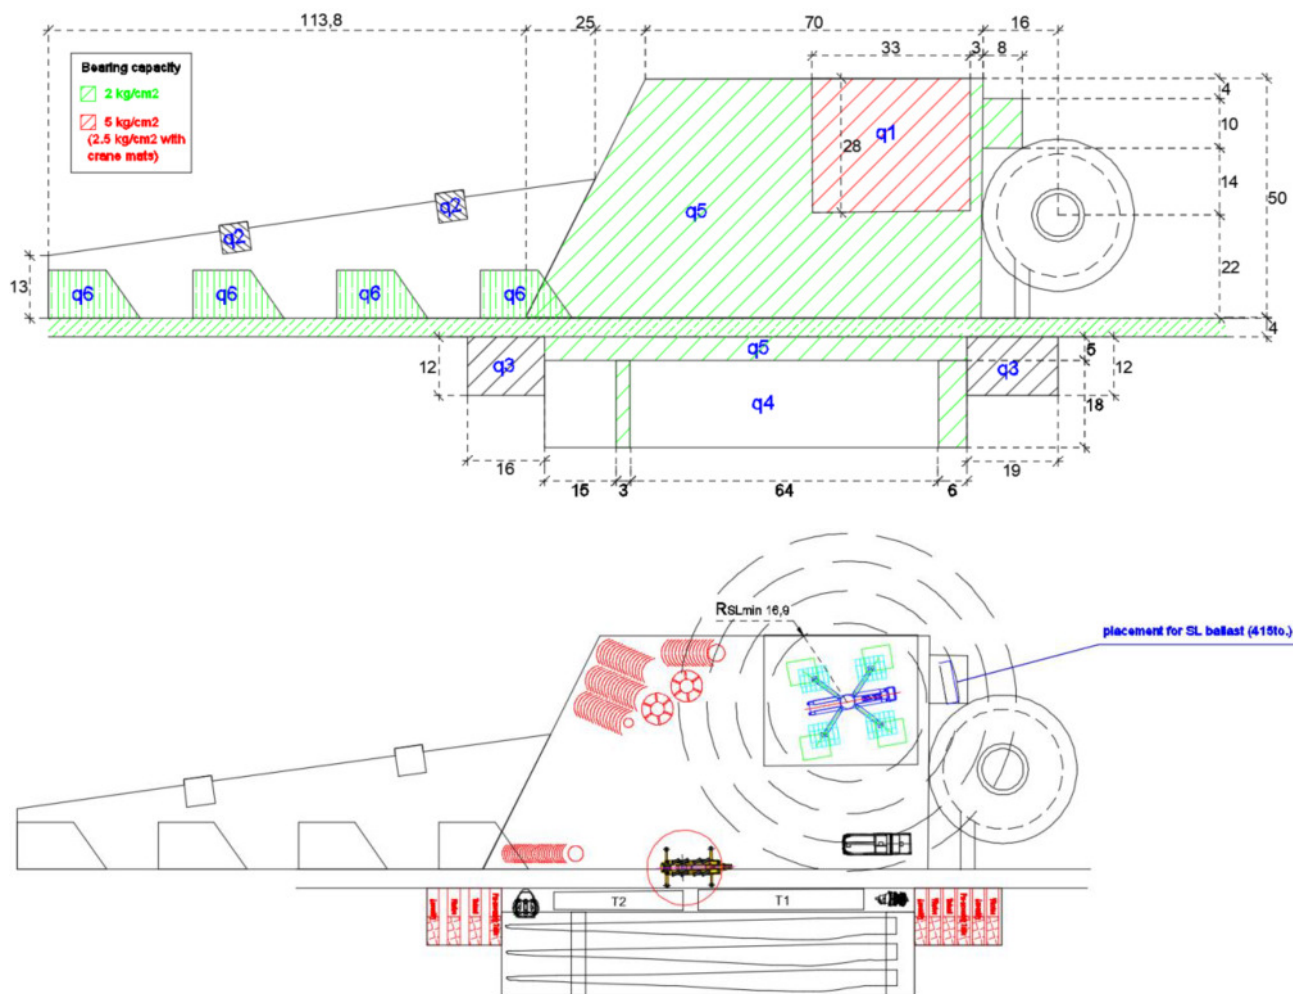 113,8
25
70
16
33
3
8
Bearing capacity
2 kg/cm2
5 kg/cm2
(2.5 kg/cm2 with
crane mats)
q1
28
4
10
14
50
22
q2
q2
q5
13
q6
q6
q6
q6
4
q3
q5
q3
5
12
12
q4
18
16
19
15
3
64
6
RSLmin 16,9
placement for SL ballast (415to.)
T2
T1